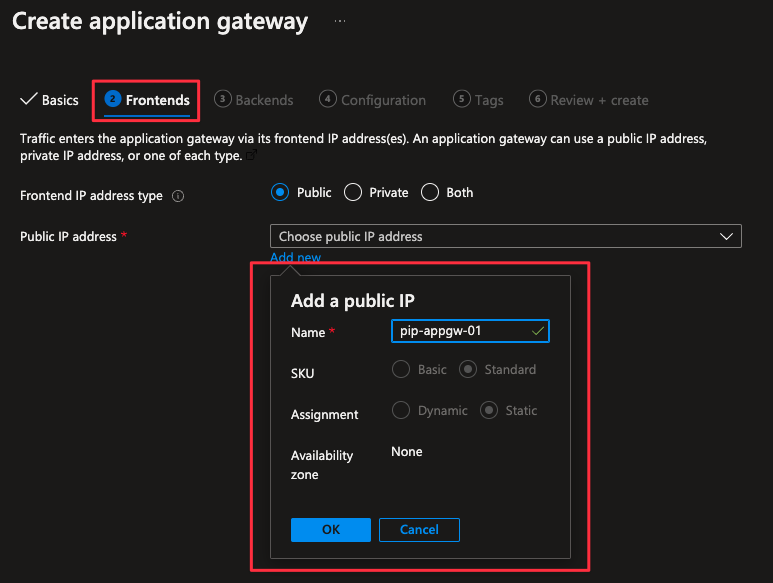 Create application gateway ...
Basics 2 Frontends 3 Backends 4 Configuration 5 Tags 6 Review + create
Traffic enters the application gateway via its frontend IP address(es). An application gateway can use a public IP address,
private IP address, or one of each type.
Frontend IP address type Public Private Both
Public IP address * Choose public IP address
Add new
Add a public IP
Name * pip-appgw-01
SKU Basic Standard
Assignment Dynamic Static
Availability None
zone
OK Cancel